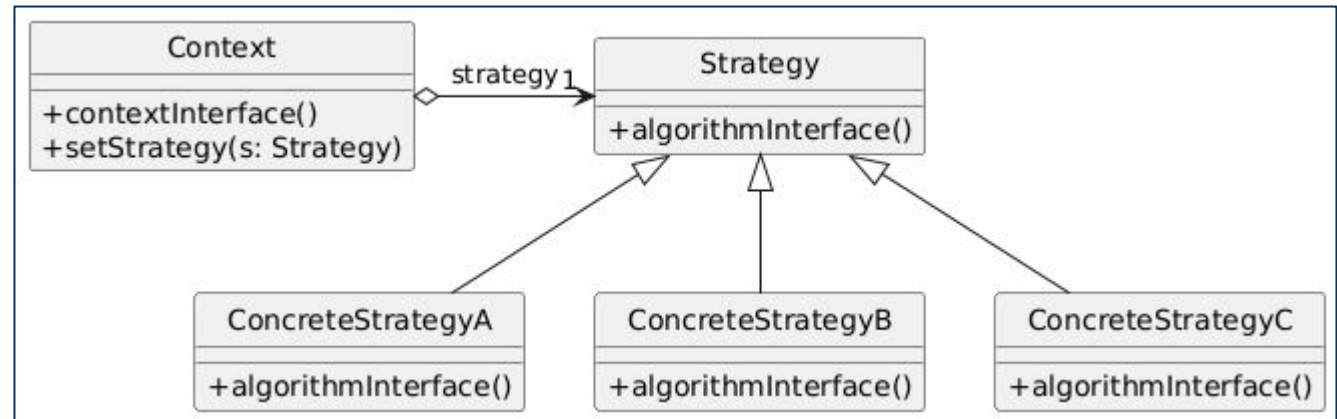 Context
+contextInterface()
+setStrategy(s: Strategy)
strategy 1
Strategy
+algorithmInterface()
ConcreteStrategyA
+algorithmInterface()
ConcreteStrategyB
+algorithmInterface()
ConcreteStrategyC
+algorithmInterface()